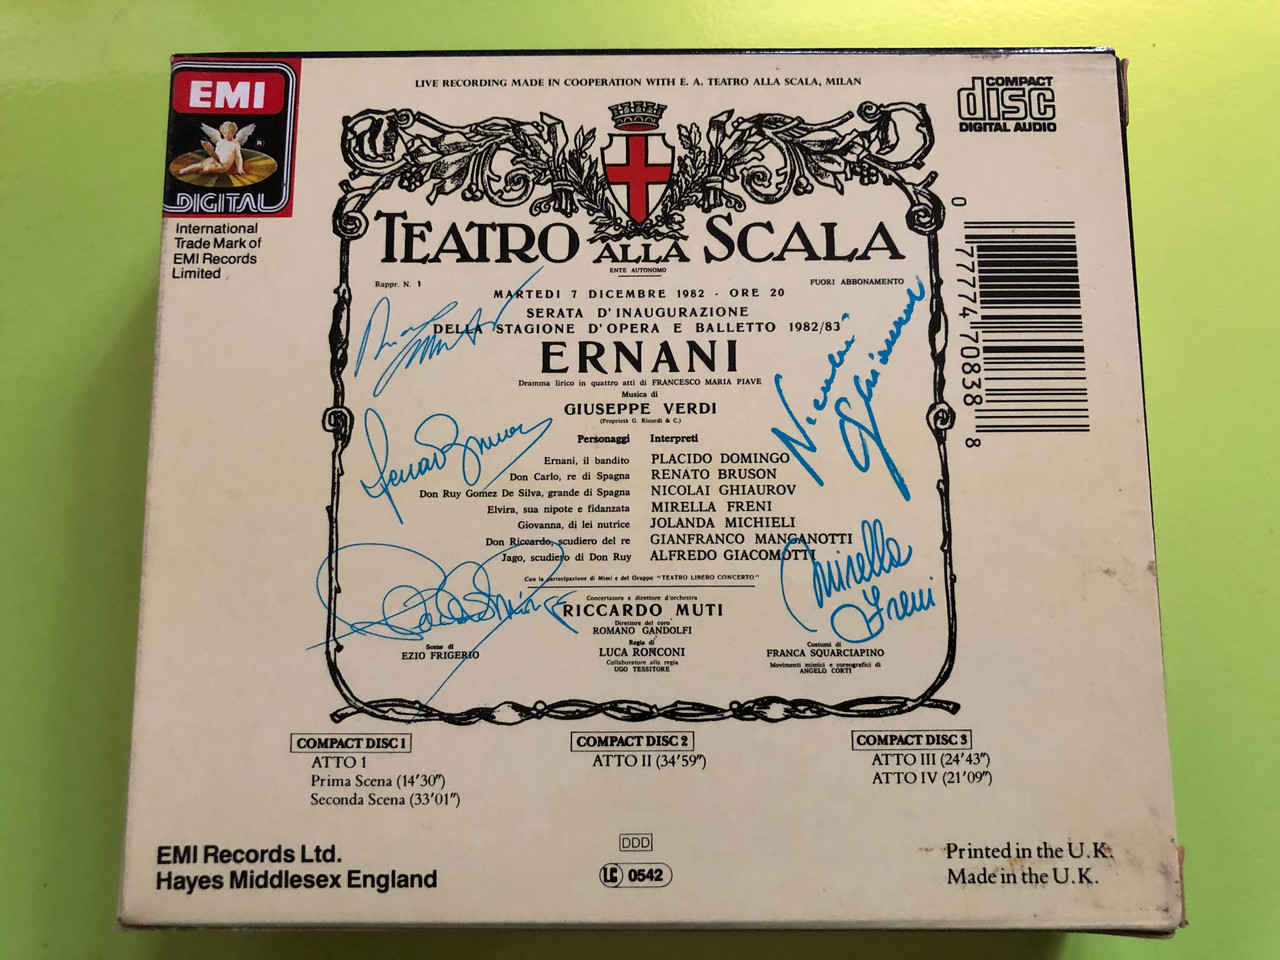 LIVE RECORDING MADE IN COOPERATION WITH E. A. TEATRO ALLA SCALA, MILAN
EMI
®
DIGITAL
International
Trade Mark of
EMI Records
Limited
COMPACT
disc
DIGITAL AUDIO
0 77774 70838 8
TEATRO ALLA SCALA
ENTE AUTONOMO
Rappr. N. 1
FUORI ABBONAMENTO
MARTEDI 7 DICEMBRE 1982 - ORE 20
SERATA D'INAUGURAZIONE
DELLA STAGIONE D'OPERA E BALLETTO 1982/83
ERNANI
Dramma lirico in quattro atti di FRANCESCO MARIA PIAVE
Musica di
GIUSEPPE VERDI
(Proprietà G. Ricordi & C.)
Personaggi Interpreti
Ernani, il bandito PLACIDO DOMINGO
Don Carlo, re di Spagna RENATO BRUSON
Don Ruy Gomez De Silva, grande di Spagna NICOLAI GHIAUROV
Elvira, sua nipote e fidanzata MIRELLA FRENI
Giovanna, di lei nutrice JOLANDA MICHIELI
Don Riccardo, scudiero del re GIANFRANCO MANGANOTTI
Jago, scudiero di Don Ruy ALFREDO GIACOMOTTI
Con la partecipazione di Mimi e del Gruppo "TEATRO LIBERO CONCERTO"
Concertatore e direttore d'orchestra
RICCARDO MUTI
Direttore del coro
ROMANO GANDOLFI
Scene di
EZIO FRIGERIO
Regia di
LUCA RONCONI
Collaboratore alla regia
UGO TESSITORE
Costumi di
FRANCA SQUARCIAPINO
Movimenti mimici e coreografici di
ANGELO CORTI
Mirella
Freni
COMPACT DISC 1
ATTO 1
Prima Scena (14'30")
Seconda Scena (33'01")
COMPACT DISC 2
ATTO II (34'59")
COMPACT DISC 3
ATTO III (24'43")
ATTO IV (21'09")
EMI Records Ltd.
Hayes Middlesex England
DDD
LC 0542
Printed in the U.K.
Made in the U.K.